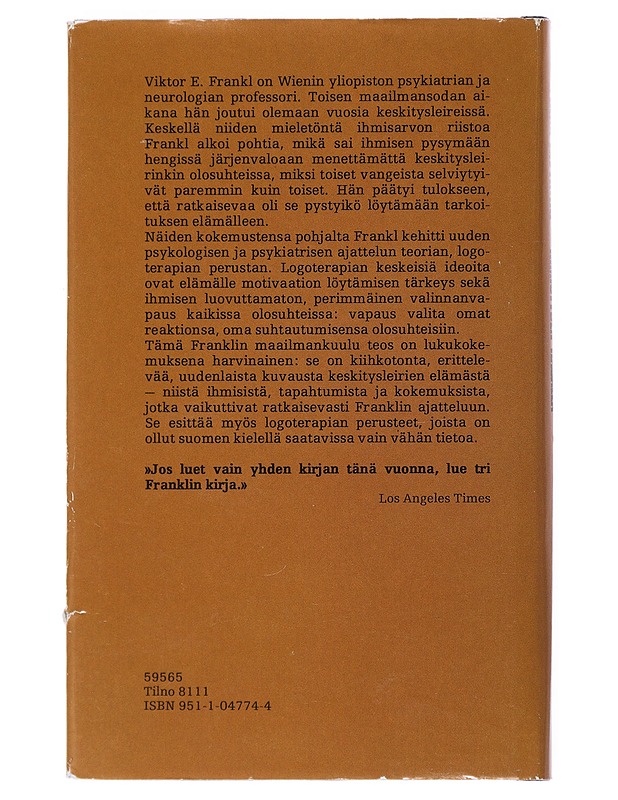 Viktor E. Frankl on Wienin yliopiston psykiatrian ja
neurologian professori. Toisen maailmansodan ai-
kana hän joutui olemaan vuosia keskitysleireissä.
Keskellä niiden mieletöntä ihmisarvon riistoa
Frankl alkoi pohtia, mikä sai ihmisen pysymään
hengissä järjenvaloaan menettämättä keskityslei-
rinkin olosuhteissa, miksi toiset vangeista selviytyi-
vät paremmin kuin toiset. Hän päätyi tulokseen,
että ratkaisevaa oli se pystyikö löytämään tarkoi-
tuksen elämälleen.
Näiden kokemustensa pohjalta Frankl kehitti uuden
psykologisen ja psykiatrisen ajattelun teorian, logo-
terapian perustan. Logoterapian keskeisiä ideoita
ovat elämälle motivaation löytämisen tärkeys sekä
ihmisen luovuttamaton, perimmäinen valinnanva-
paus kaikissa olosuhteissa: vapaus valita omat
reaktionsa, oma suhtautumisensa olosuhteisiin.
Tämä Franklin maailmankuulu teos on lukukoke-
muksena harvinainen: se on kiihkotonta, erittele-
vää, uudenlaista kuvausta keskitysleirien elämästä
— niistä ihmisistä, tapahtumista ja kokemuksista,
jotka vaikuttivat ratkaisevasti Franklin ajatteluun.
Se esittää myös logoterapian perusteet, joista on
ollut suomen kielellä saatavissa vain vähän tietoa.
»Jos luet vain yhden kirjan tänä vuonna, lue tri
Franklin kirja.»
Los Angeles Times
59565
Tilno 8111
ISBN 951-1-04774-4